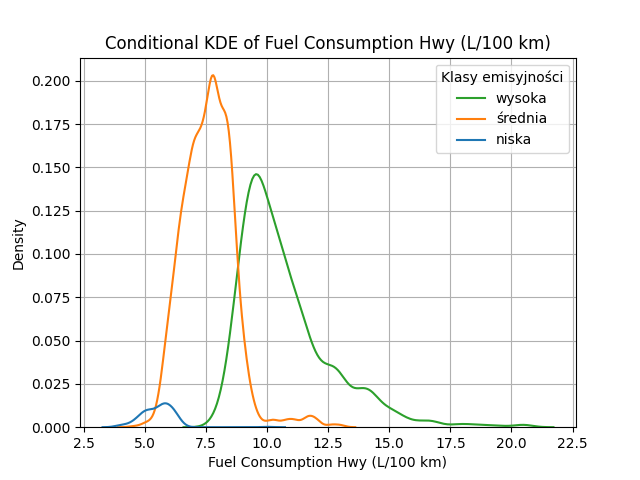 Conditional KDE of Fuel Consumption Hwy (L/100 km)
Klasy emisyjności
wysoka
średnia
niska
Density
0.200
0.175
0.150
0.125
0.100
0.075
0.050
0.025
0.000
2.5 5.0 7.5 10.0 12.5 15.0 17.5 20.0 22.5
Fuel Consumption Hwy (L/100 km)